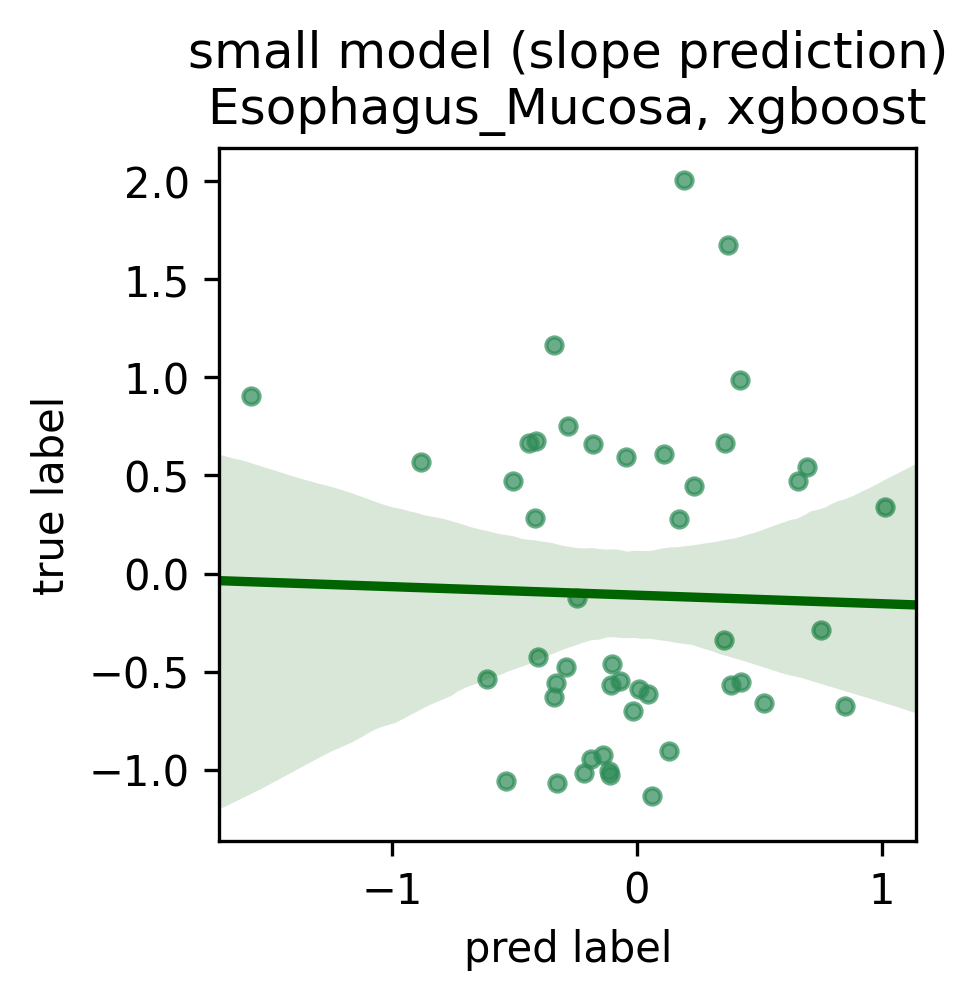 small model (slope prediction)
Esophagus_Mucosa, xgboost
2.0
1.5
1.0
0.5
0.0
−0.5
−1.0
true label
−1
0
1
pred label